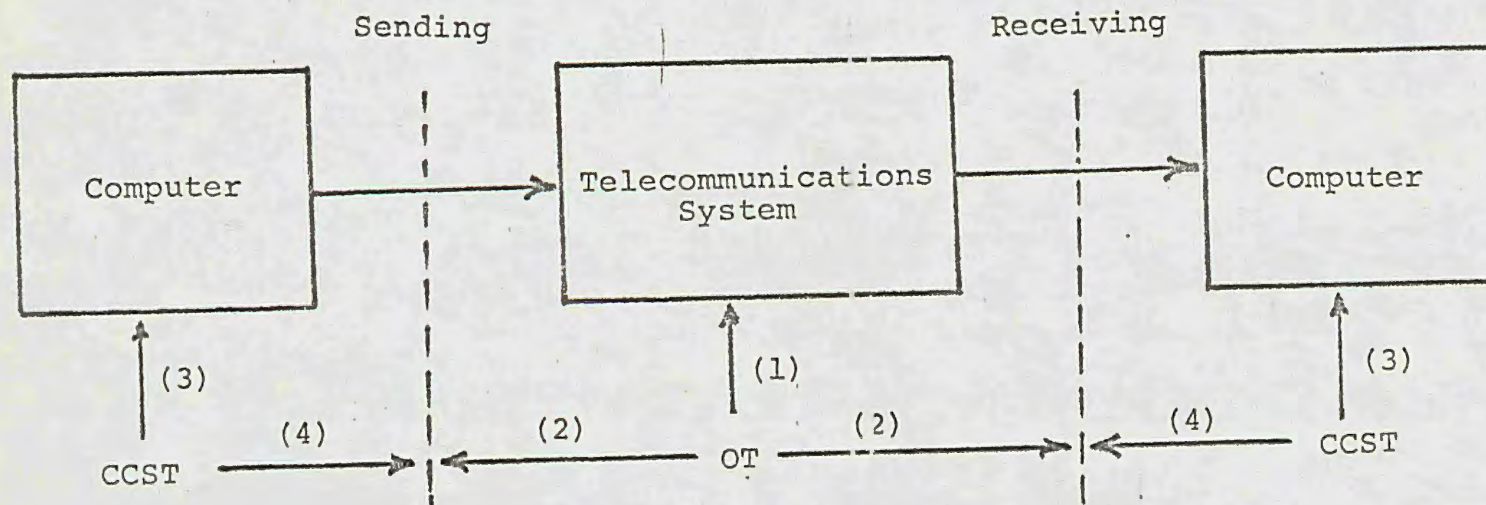 Sending Receiving
Computer Telecommunications System Computer
(3) (1) (3)
(4) (2) (2) (4)
CCST OT CCST